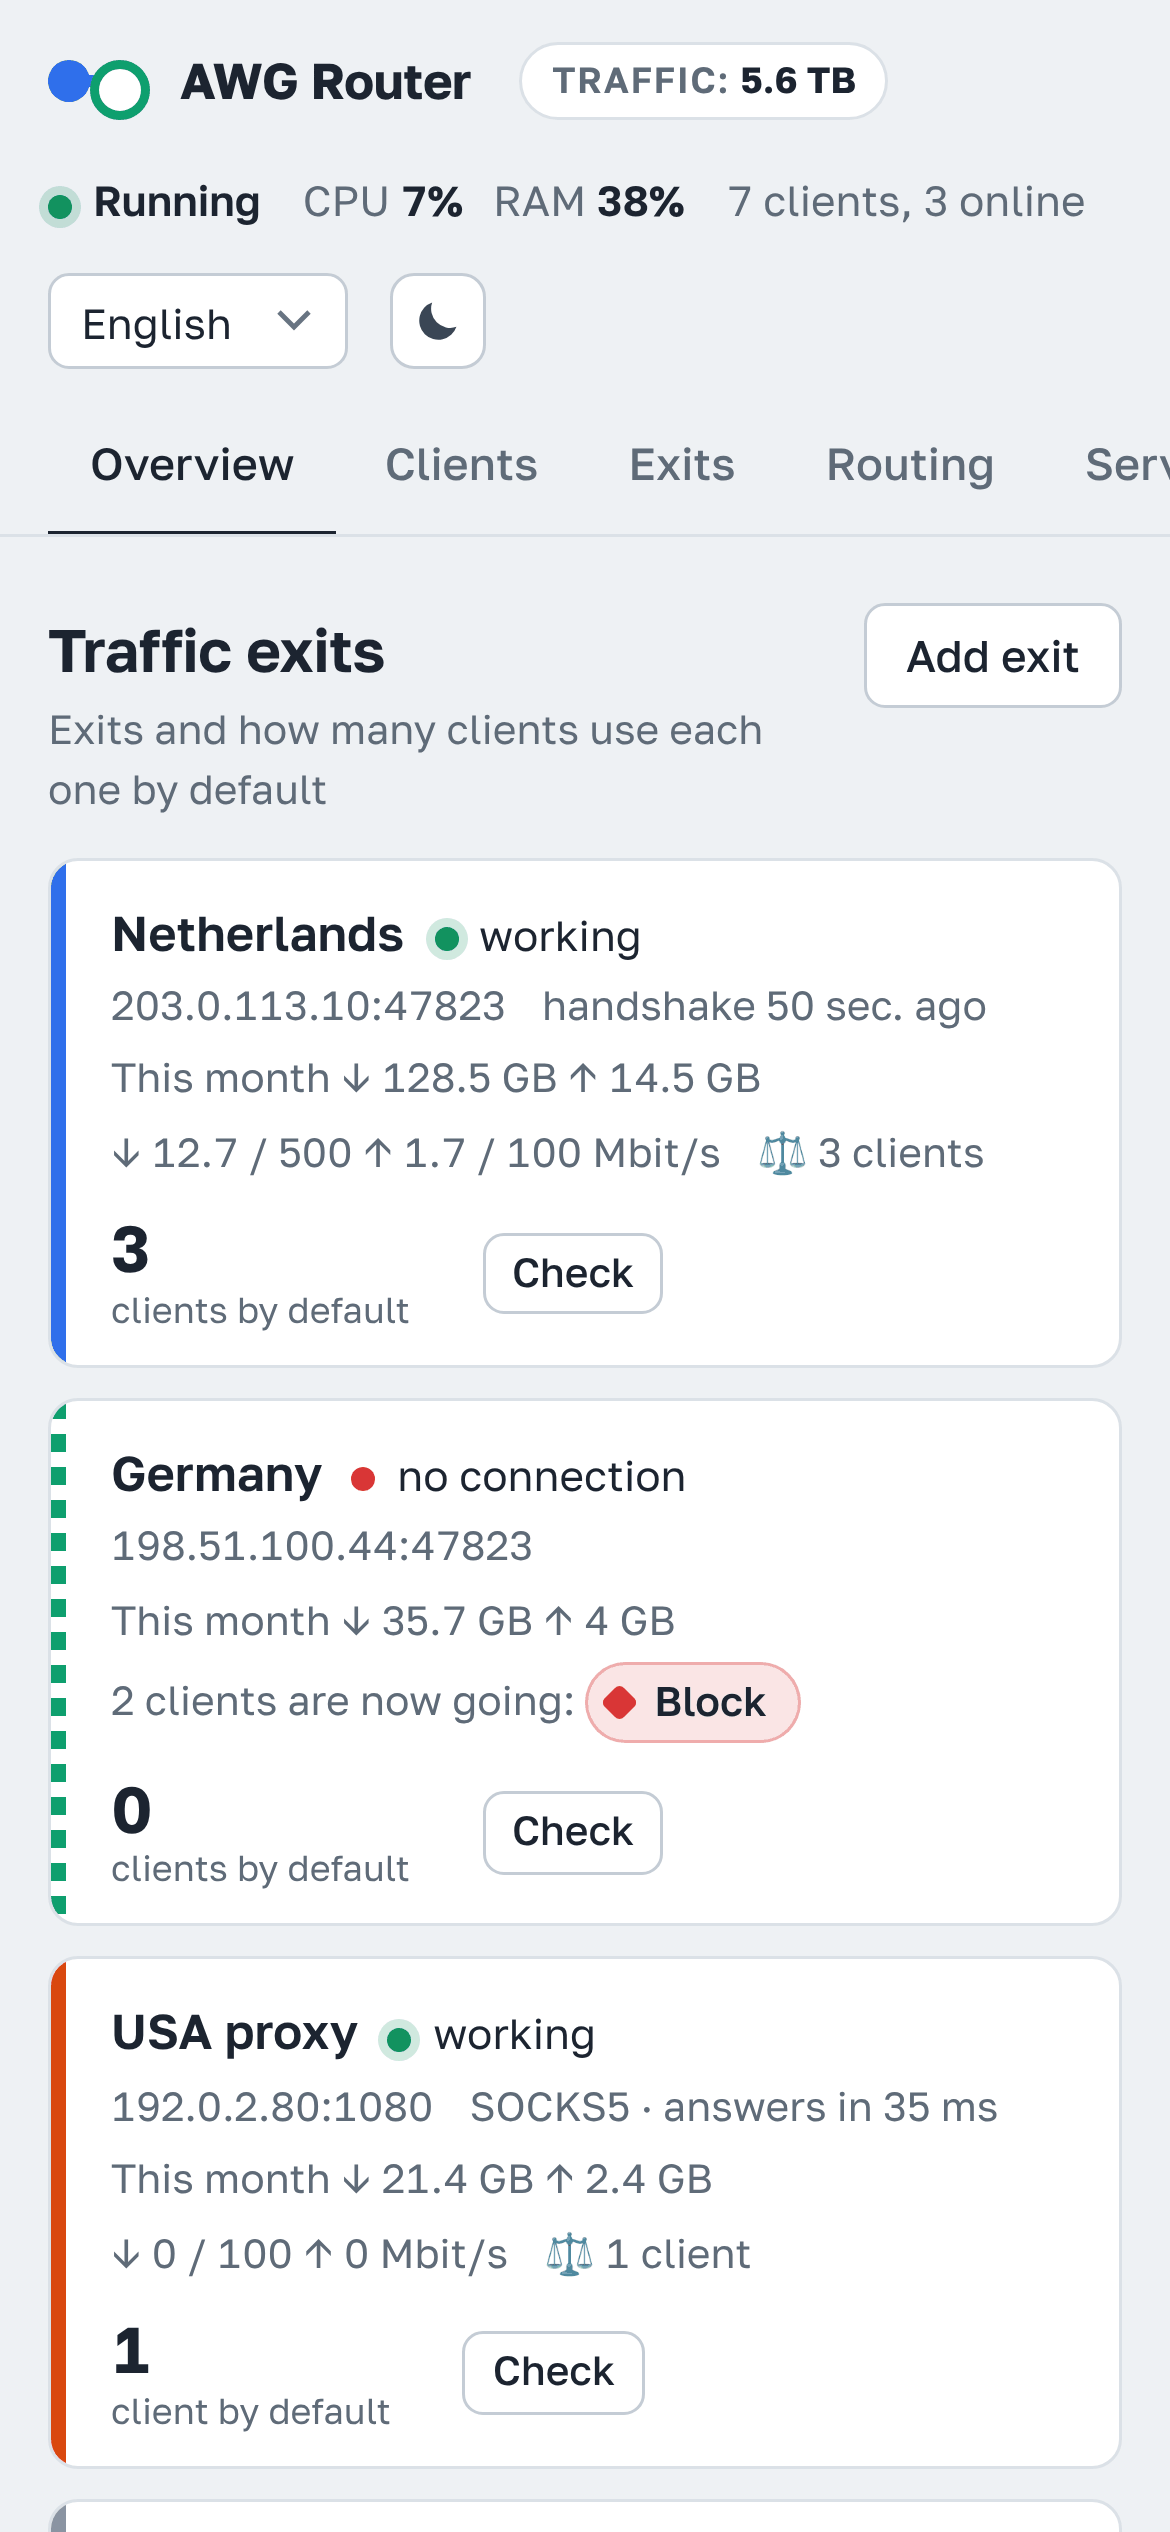 AWG Router TRAFFIC: 5.6 TB
Running CPU 7% RAM 38% 7 clients, 3 online
English
Overview Clients Exits Routing
Traffic exits
Add exit
Exits and how many clients use each
one by default
Netherlands working
203.0.113.10:47823 handshake 50 sec. ago
This month ↓ 128.5 GB ↑ 14.5 GB
↓ 12.7 / 500 ↑ 1.7 / 100 Mbit/s ⚖️ 3 clients
3
clients by default
Check
Germany no connection
198.51.100.44:47823
This month ↓ 35.7 GB ↑ 4 GB
2 clients are now going: Block
0
clients by default
Check
USA proxy working
192.0.2.80:1080 SOCKS5 · answers in 35 ms
This month ↓ 21.4 GB ↑ 2.4 GB
↓ 0 / 100 ↑ 0 Mbit/s ⚖️ 1 client
1
client by default
Check